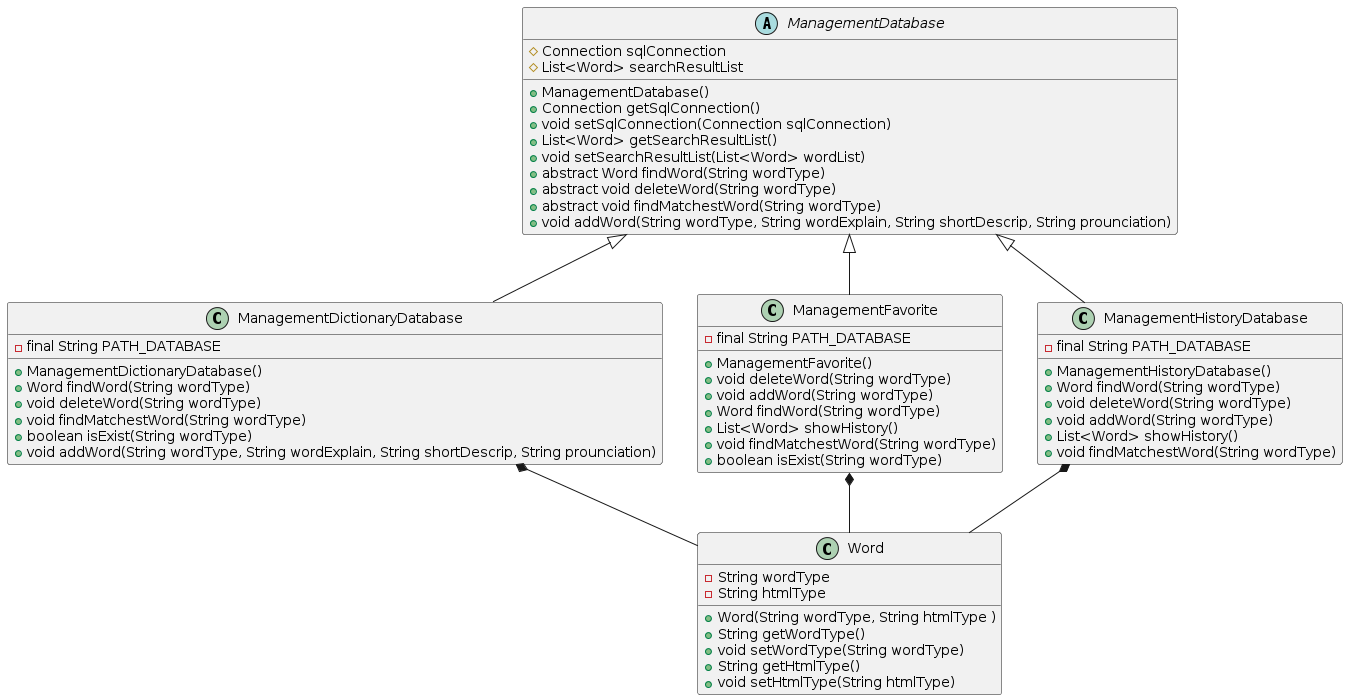 A ManagementDatabase
Connection sqlConnection
List<Word> searchResultList
ManagementDatabase()
Connection getSqlConnection()
void setSqlConnection(Connection sqlConnection)
List<Word> getSearchResultList()
void setSearchResultList(List<Word> wordList)
abstract Word findWord(String wordType)
abstract void deleteWord(String wordType)
abstract void findMatchestWord(String wordType)
void addWord(String wordType, String wordExplain, String shortDescrip, String prounciation)
C ManagementDictionaryDatabase
final String PATH_DATABASE
ManagementDictionaryDatabase()
Word findWord(String wordType)
void deleteWord(String wordType)
void findMatchestWord(String wordType)
boolean isExist(String wordType)
void addWord(String wordType, String wordExplain, String shortDescrip, String prounciation)
C ManagementFavorite
final String PATH_DATABASE
ManagementFavorite()
void deleteWord(String wordType)
void addWord(String wordType)
Word findWord(String wordType)
List<Word> showHistory()
void findMatchestWord(String wordType)
boolean isExist(String wordType)
C ManagementHistoryDatabase
final String PATH_DATABASE
ManagementHistoryDatabase()
Word findWord(String wordType)
void deleteWord(String wordType)
void addWord(String wordType)
List<Word> showHistory()
void findMatchestWord(String wordType)
C Word
String wordType
String htmlType
Word(String wordType, String htmlType )
String getWordType()
void setWordType(String wordType)
String getHtmlType()
void setHtmlType(String htmlType)